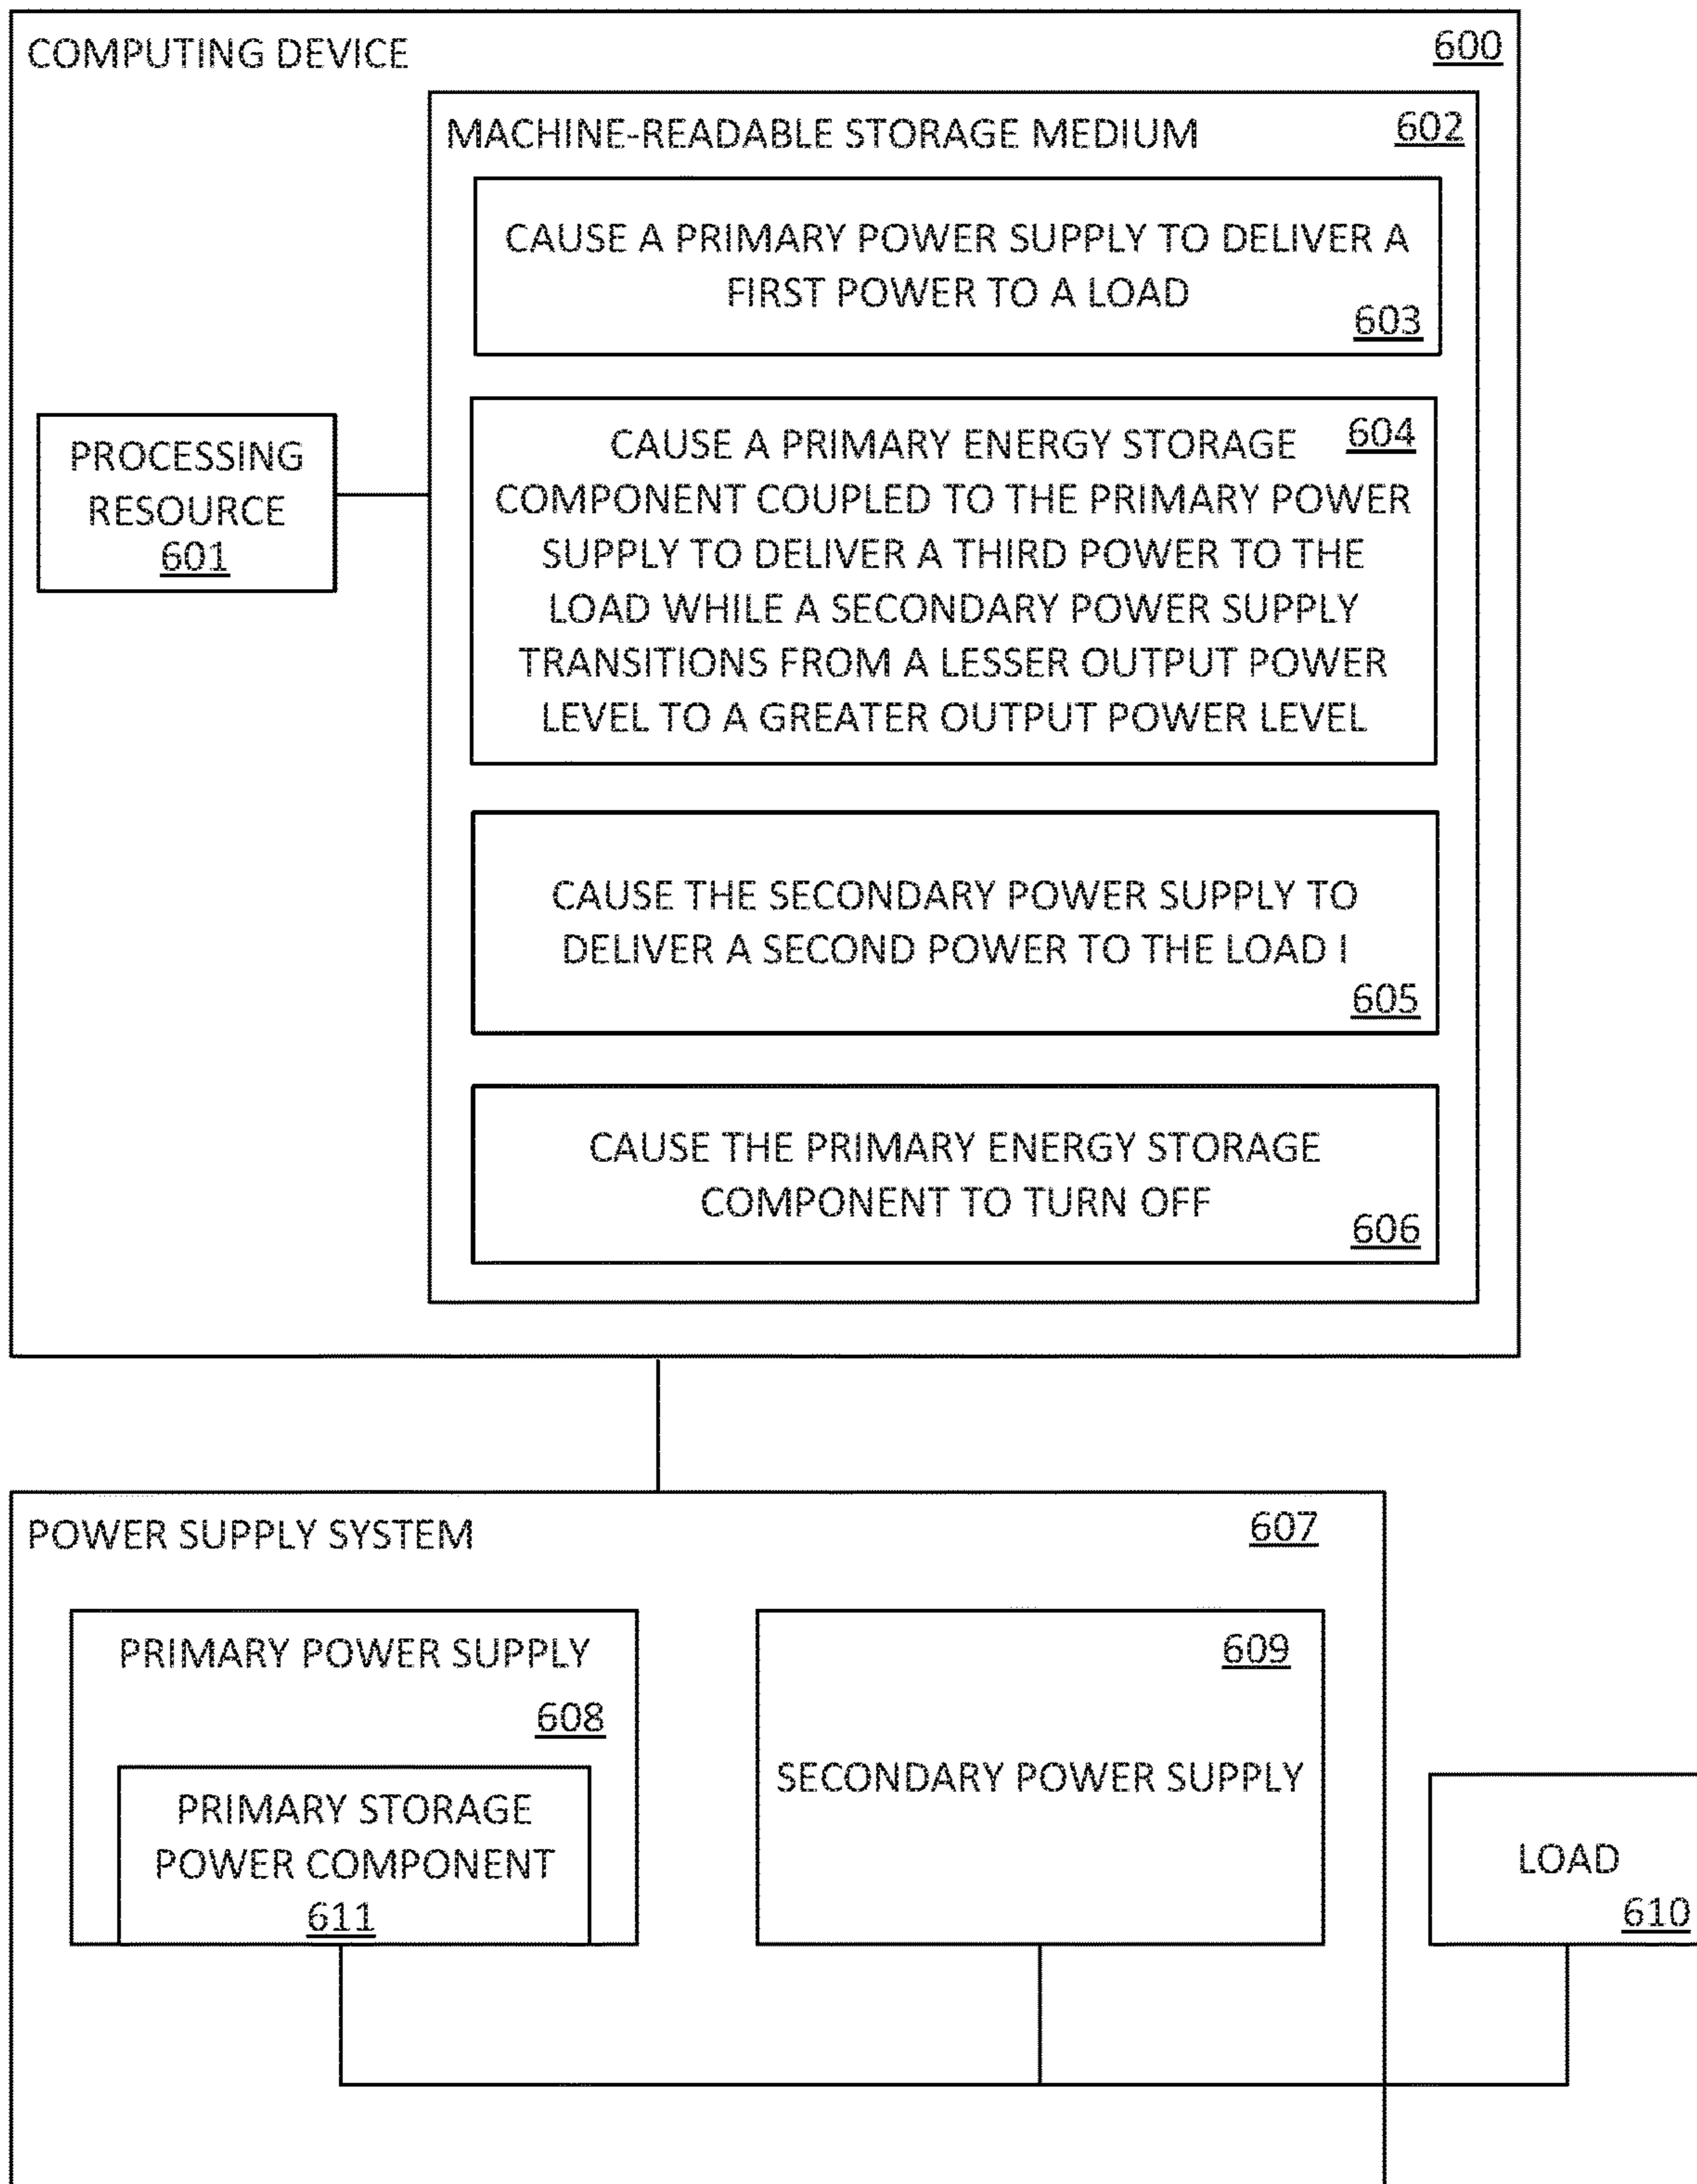 COMPUTING DEVICE
600
MACHINE-READABLE STORAGE MEDIUM
602
CAUSE A PRIMARY POWER SUPPLY TO DELIVER A
FIRST POWER TO A LOAD
603
PROCESSING
RESOURCE
601
CAUSE A PRIMARY ENERGY STORAGE
604
COMPONENT COUPLED TO THE PRIMARY POWER
SUPPLY TO DELIVER A THIRD POWER TO THE
LOAD WHILE A SECONDARY POWER SUPPLY
TRANSITIONS FROM A LESSER OUTPUT POWER
LEVEL TO A GREATER OUTPUT POWER LEVEL
CAUSE THE SECONDARY POWER SUPPLY TO
DELIVER A SECOND POWER TO THE LOAD I
605
CAUSE THE PRIMARY ENERGY STORAGE
COMPONENT TO TURN OFF
606
POWER SUPPLY SYSTEM
607
PRIMARY POWER SUPPLY
608
PRIMARY STORAGE
POWER COMPONENT
611
609
SECONDARY POWER SUPPLY
LOAD
610